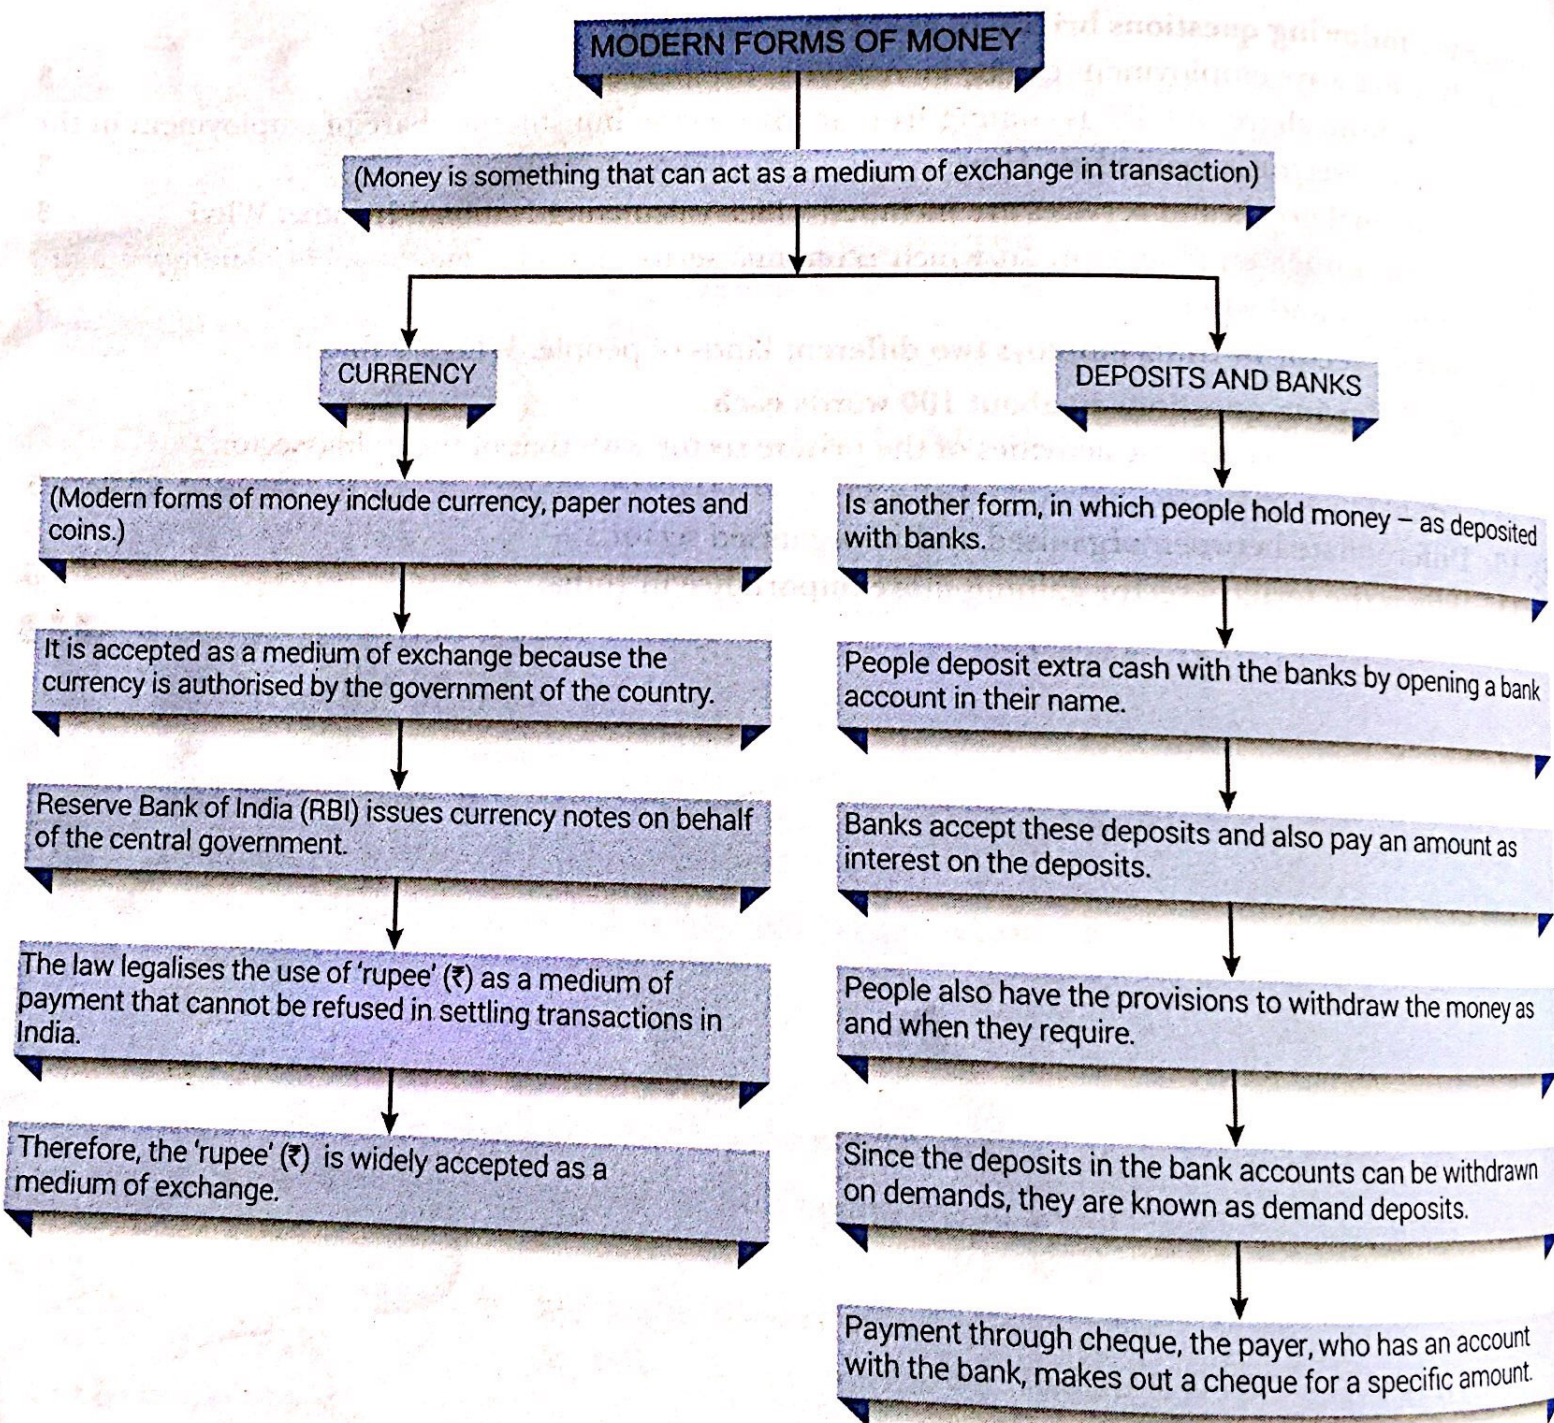 MODERN FORMS OF MONEY
(Money is something that can act as a medium of exchange in transaction)
CURRENCY
(Modern forms of money include currency, paper notes and
coins.)
It is accepted as a medium of exchange because the
currency is authorised by the government of the country.
Reserve Bank of India (RBI) issues currency notes on behalf
of the central government.
The law legalises the use of 'rupee' (₹) as a medium of
payment that cannot be refused in settling transactions in
India.
Therefore, the 'rupee' (₹) is widely accepted as a
medium of exchange.
DEPOSITS AND BANKS
Is another form, in which people hold money – as deposited
with banks.
People deposit extra cash with the banks by opening a bank
account in their name.
Banks accept these deposits and also pay an amount as
interest on the deposits.
People also have the provisions to withdraw the money as
and when they require.
Since the deposits in the bank accounts can be withdrawn
on demands, they are known as demand deposits.
Payment through cheque, the payer, who has an account
with the bank, makes out a cheque for a specific amount.